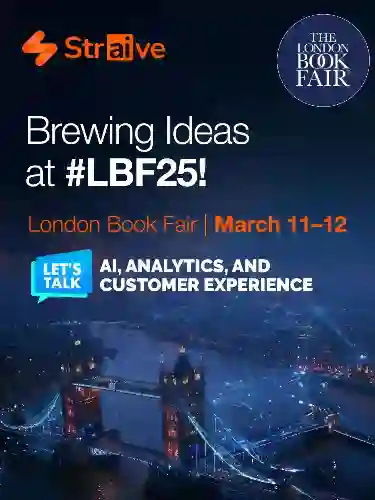 Straive
THE
LONDON
BOOK
FAIR
Brewing Ideas
at #LBF25!
London Book Fair | March 11–12
LET'S
TALK
AI, ANALYTICS, AND
CUSTOMER EXPERIENCE